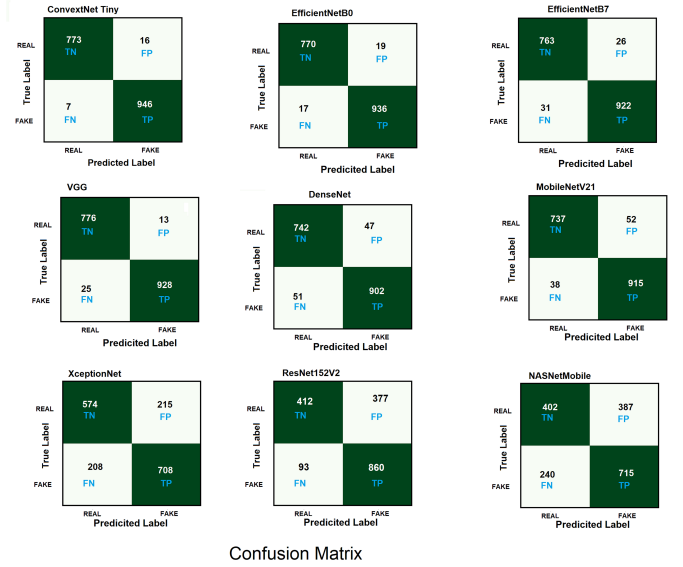 ConvextNet Tiny
REAL
773
TN
16
FP
True Label
FAKE
7
FN
946
TP
REAL
FAKE
Predicited Label
EfficientNetB0
REAL
770
TN
19
FP
True Label
FAKE
17
FN
936
TP
REAL
FAKE
Predicited Label
EfficientNetB7
REAL
763
TN
26
FP
True Label
FAKE
31
FN
922
TP
REAL
FAKE
Predicited Label
VGG
REAL
776
TN
13
FP
True Label
FAKE
25
FN
928
TP
REAL
FAKE
Predicited Label
DenseNet
REAL
742
TN
47
FP
True Label
FAKE
51
FN
902
TP
REAL
FAKE
Predicited Label
MobileNetV21
REAL
737
TN
52
FP
True Label
FAKE
38
FN
915
TP
REAL
FAKE
Predicited Label
XceptionNet
REAL
574
TN
215
FP
True Label
FAKE
208
FN
708
TP
REAL
FAKE
Predicited Label
ResNet152V2
REAL
412
TN
377
FP
True Label
FAKE
93
FN
860
TP
REAL
FAKE
Predicited Label
NASNetMobile
REAL
402
TN
387
FP
True Label
FAKE
240
FN
715
TP
REAL
FAKE
Predicited Label
Confusion Matrix